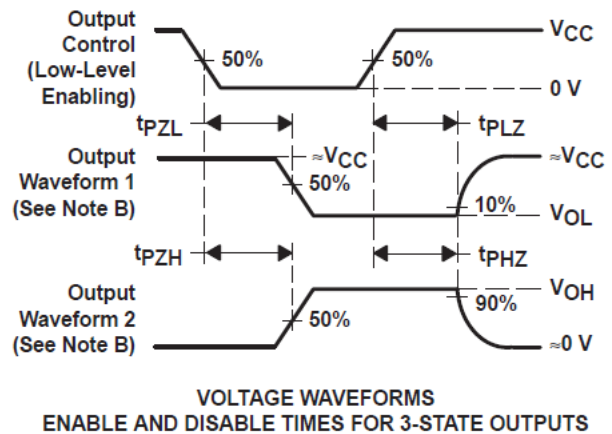 Output
Control
(Low-Level
Enabling)
50%
50%
VCC
0 V
tPZL
tPLZ
Output
Waveform 1
(See Note B)
≈VCC
50%
10%
≈VCC
VOL
tPZH
tPHZ
Output
Waveform 2
(See Note B)
50%
90%
VOH
≈0 V
VOLTAGE WAVEFORMS
ENABLE AND DISABLE TIMES FOR 3-STATE OUTPUTS